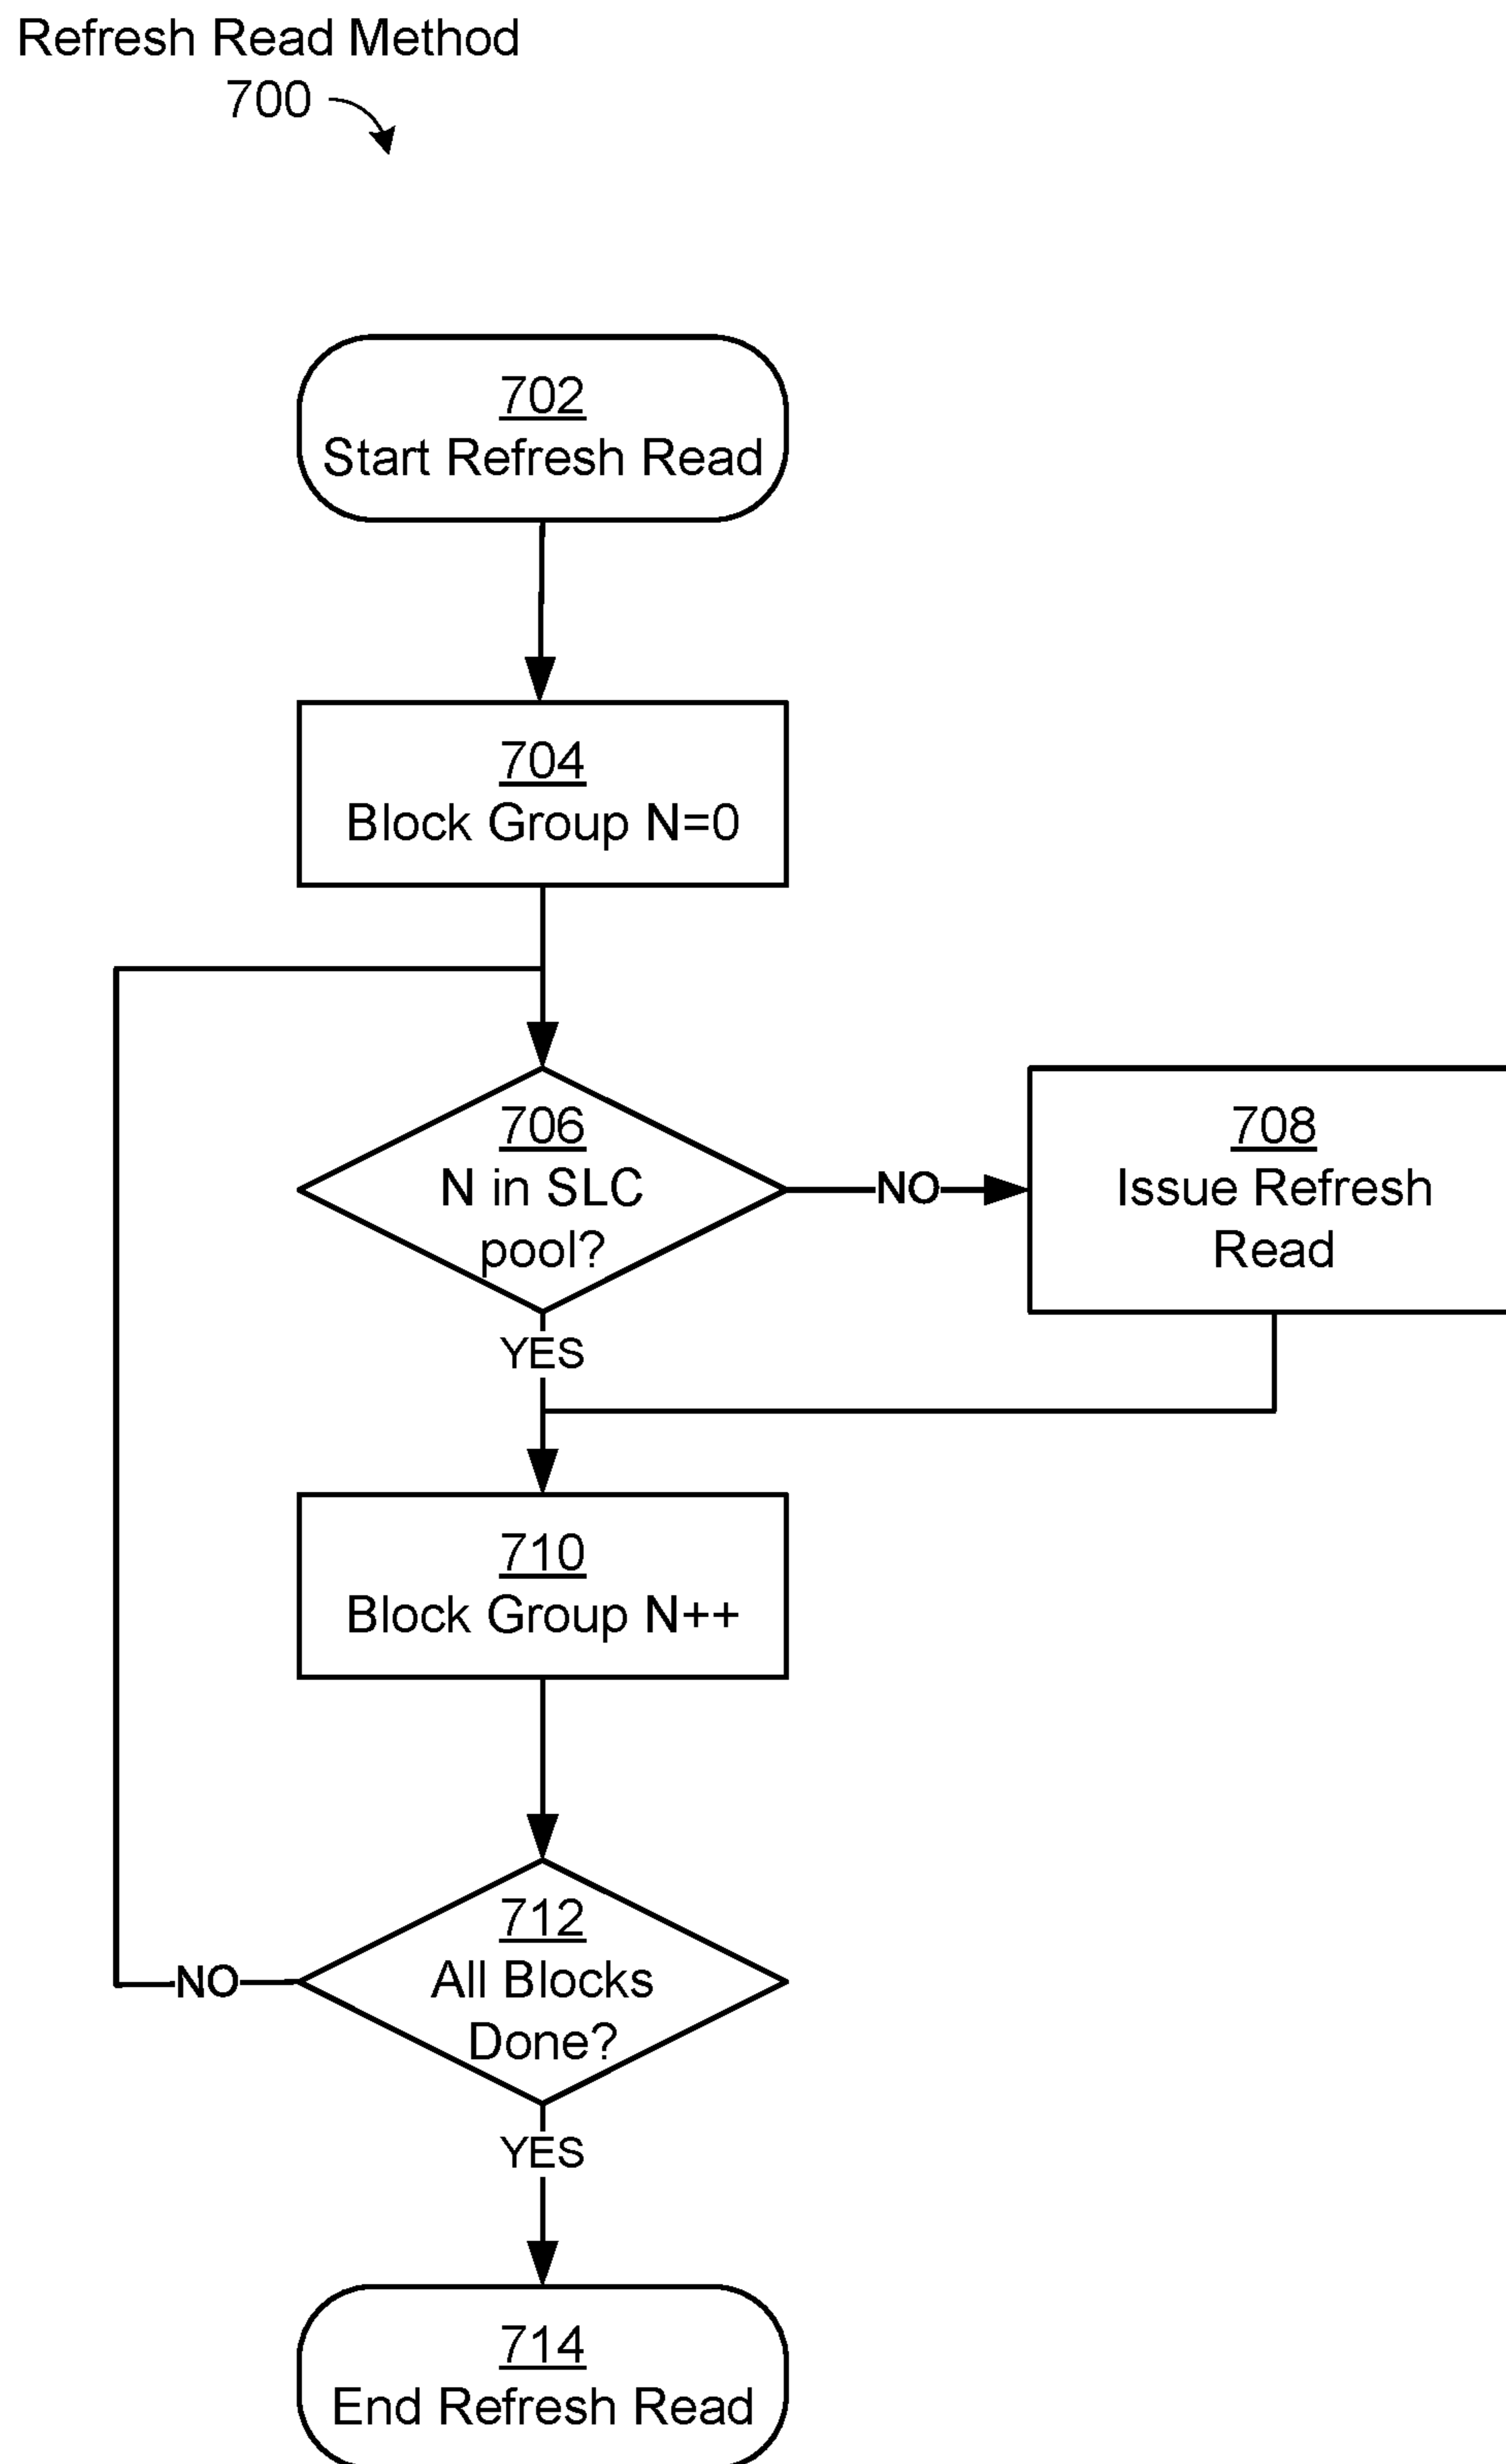 Refresh Read Method
700
702
Start Refresh Read
704
Block Group N=0
706
N in SLC
pool?
NO
708
Issue Refresh
Read
YES
710
Block Group N++
712
All Blocks
Done?
NO
YES
714
End Refresh Read